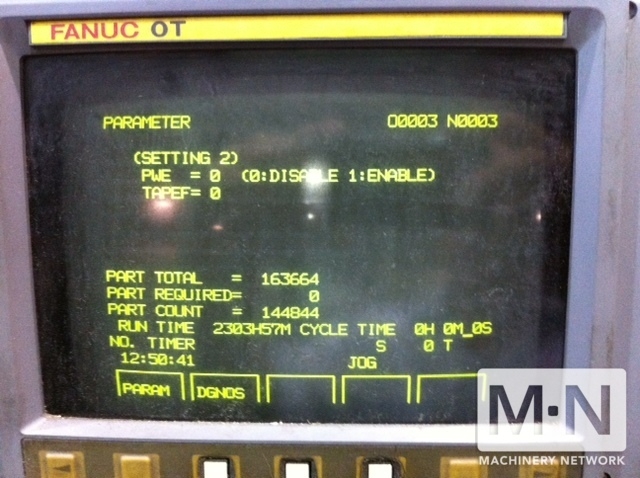 FANUC 0T
PARAMETER O0003 N0003
(SETTING 2)
PWE = 0 (0:DISABLE 1:ENABLE)
TAPEF= 0
PART TOTAL = 163664
PART REQUIRED= 0
PART COUNT = 144844
RUN TIME 2303H57M CYCLE TIME 0H 0M_0S
NO. TIMER S 0 T
12:50:41 JOG
PARAM DGNOS
M·N
MACHINERY NETWORK